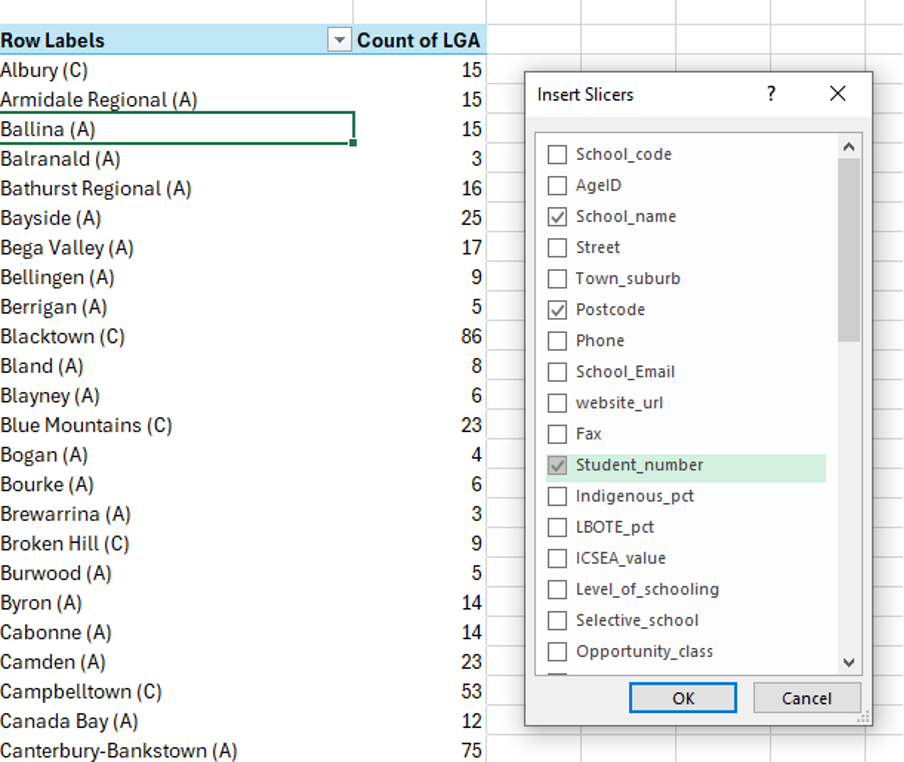 Row Labels Count of LGA
Albury (C) 15
Armidale Regional (A) 15
Ballina (A) 15
Balranald (A) 3
Bathurst Regional (A) 16
Bayside (A) 25
Bega Valley (A) 17
Bellingen (A) 9
Berrigan (A) 5
Blacktown (C) 86
Bland (A) 8
Blayney (A) 6
Blue Mountains (C) 23
Bogan (A) 4
Bourke (A) 6
Brewarrina (A) 3
Broken Hill (C) 9
Burwood (A) 5
Byron (A) 14
Cabonne (A) 14
Camden (A) 23
Campbelltown (C) 53
Canada Bay (A) 12
Canterbury-Bankstown (A) 75
Insert Slicers ?
School_code
AgeID
School_name
Street
Town_suburb
Postcode
Phone
School_Email
website_url
Fax
Student_number
Indigenous_pct
LBOTE_pct
ICSEA_value
Level_of_schooling
Selective_school
Opportunity_class
OK Cancel